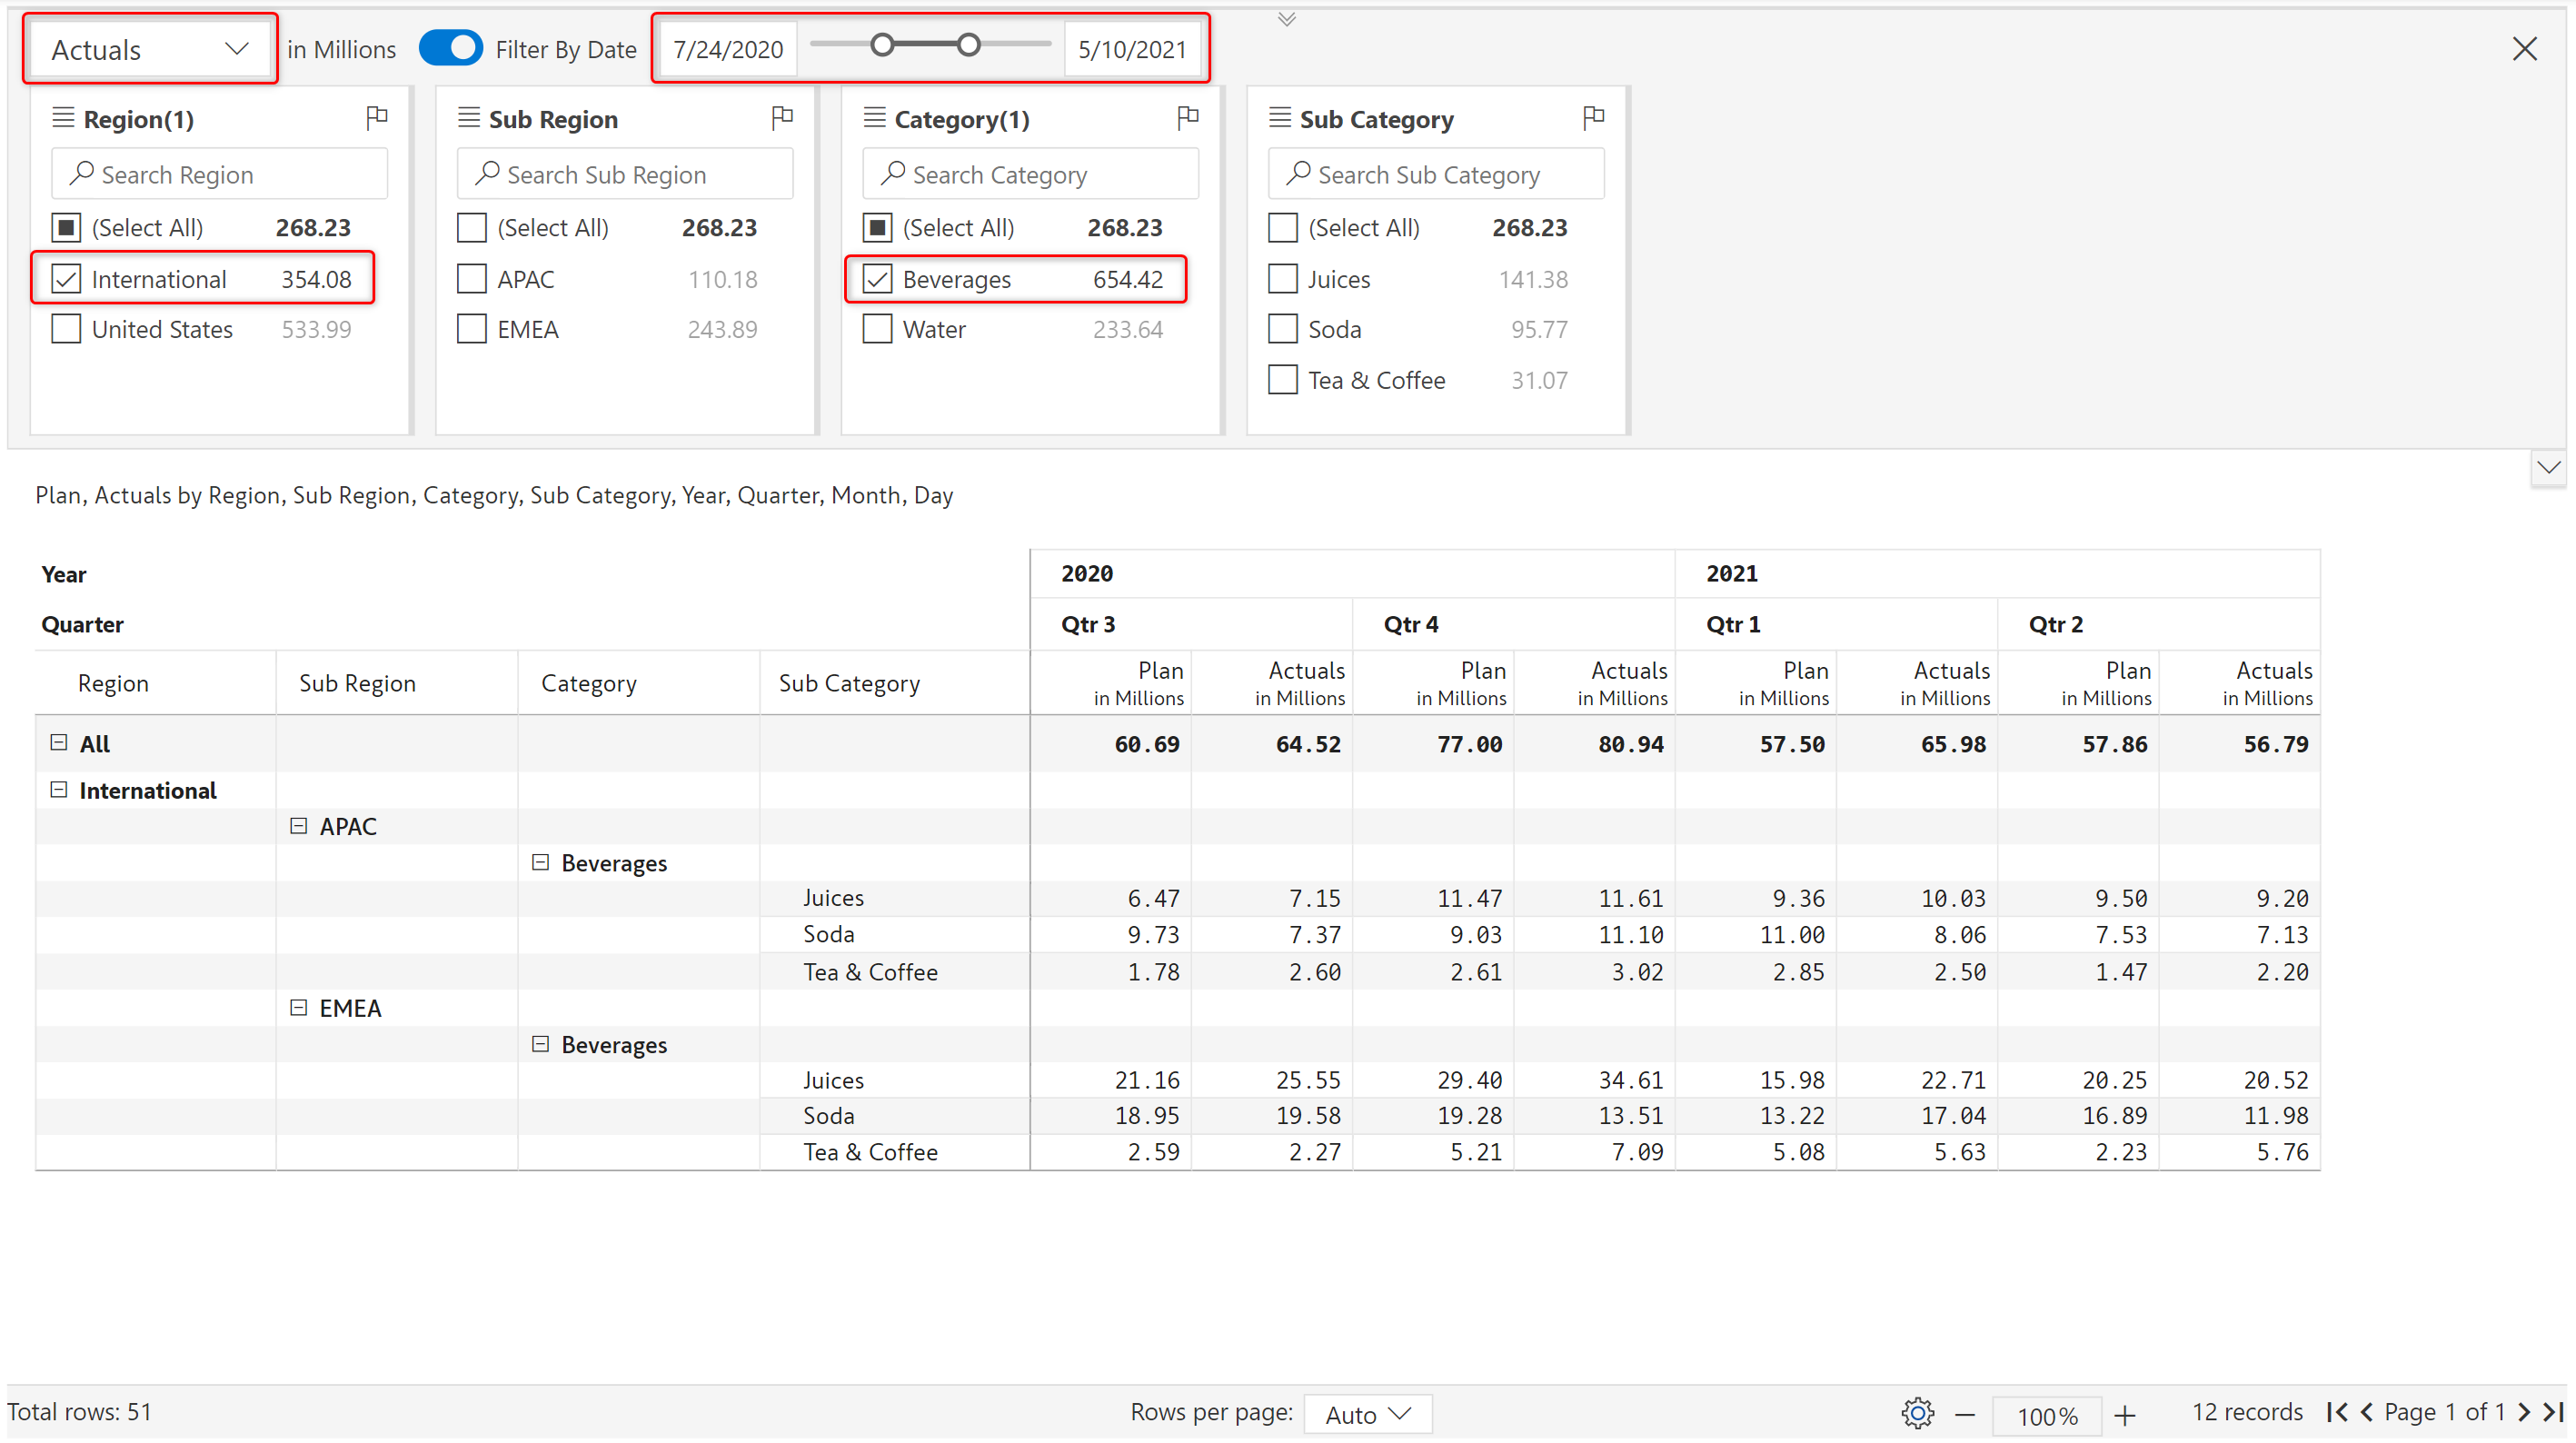 Actuals in Millions Filter By Date 7/24/2020 5/10/2021
Region(1) Sub Region Category(1) Sub Category
Search Region Search Sub Region Search Category Search Sub Category
(Select All) 268.23 (Select All) 268.23 (Select All) 268.23 (Select All) 268.23
International 354.08 APAC 110.18 Beverages 654.42 Juices 141.38
United States 533.99 EMEA 243.89 Water 233.64 Soda 95.77
Tea & Coffee 31.07
Plan, Actuals by Region, Sub Region, Category, Sub Category, Year, Quarter, Month, Day
Year 2020 2021
Quarter Qtr 3 Qtr 4 Qtr 1 Qtr 2
Region Sub Region Category Sub Category Plan Actuals Plan Actuals Plan Actuals Plan Actuals
in Millions in Millions in Millions in Millions in Millions in Millions in Millions in Millions
All 60.69 64.52 77.00 80.94 57.50 65.98 57.86 56.79
International
APAC
Beverages
Juices 6.47 7.15 11.47 11.61 9.36 10.03 9.50 9.20
Soda 9.73 7.37 9.03 11.10 11.00 8.06 7.53 7.13
Tea & Coffee 1.78 2.60 2.61 3.02 2.85 2.50 1.47 2.20
EMEA
Beverages
Juices 21.16 25.55 29.40 34.61 15.98 22.71 20.25 20.52
Soda 18.95 19.58 19.28 13.51 13.22 17.04 16.89 11.98
Tea & Coffee 2.59 2.27 5.21 7.09 5.08 5.63 2.23 5.76
Total rows: 51 Rows per page: Auto 100% 12 records Page 1 of 1